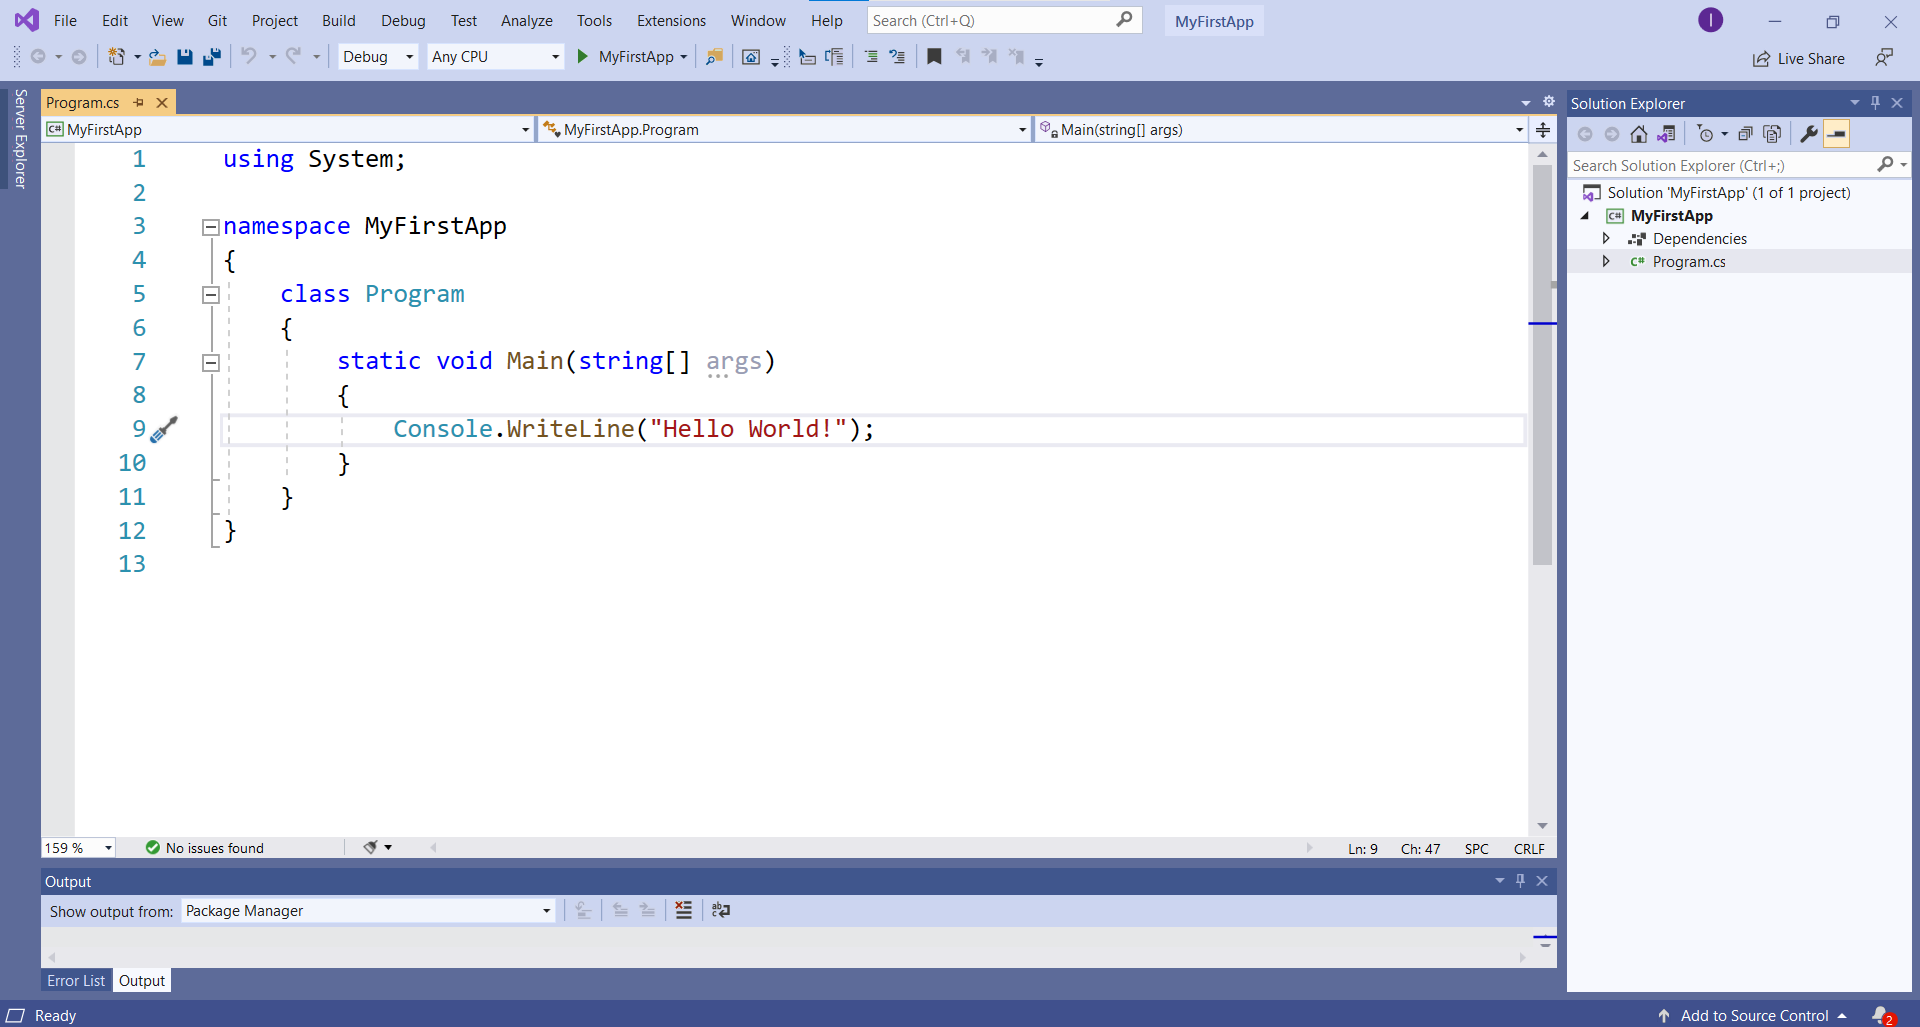 File Edit View Git Project Build Debug Test Analyze Tools Extensions Window Help Search (Ctrl+Q) MyFirstApp I
Debug Any CPU MyFirstApp Live Share
Server Explorer
Program.cs
MyFirstApp MyFirstApp.Program Main(string[] args)
1 using System;
2
3 namespace MyFirstApp
4 {
5 class Program
6 {
7 static void Main(string[] args)
8 {
9 Console.WriteLine("Hello World!");
10 }
11 }
12 }
13
159 % No issues found Ln: 9 Ch: 47 SPC CRLF
Output
Show output from: Package Manager
Error List Output
Solution Explorer
Search Solution Explorer (Ctrl+;)
Solution 'MyFirstApp' (1 of 1 project)
C# MyFirstApp
Dependencies
C# Program.cs
Ready Add to Source Control 2